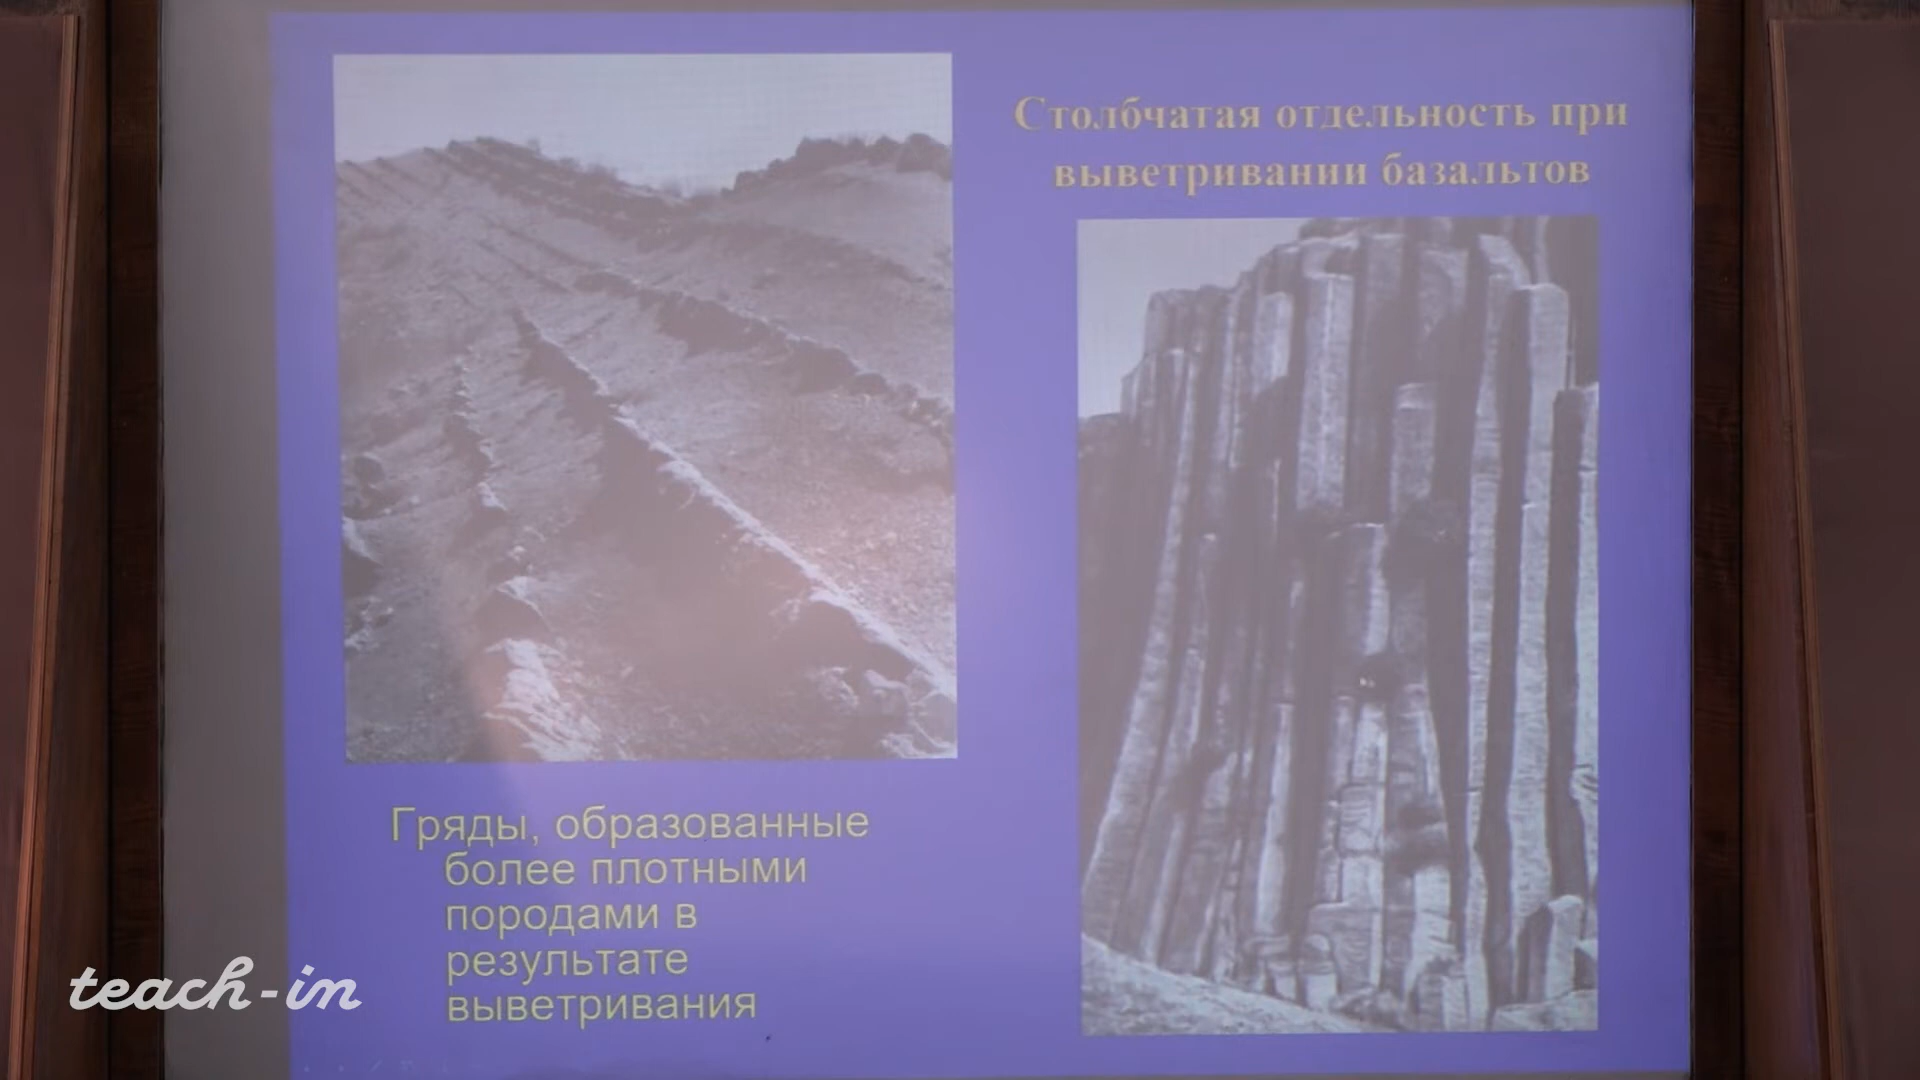 Столбчатая отдельность при
выветривании базальтов
Гряды, образованные
более плотными
породами в
результате
выветривания
teach-in